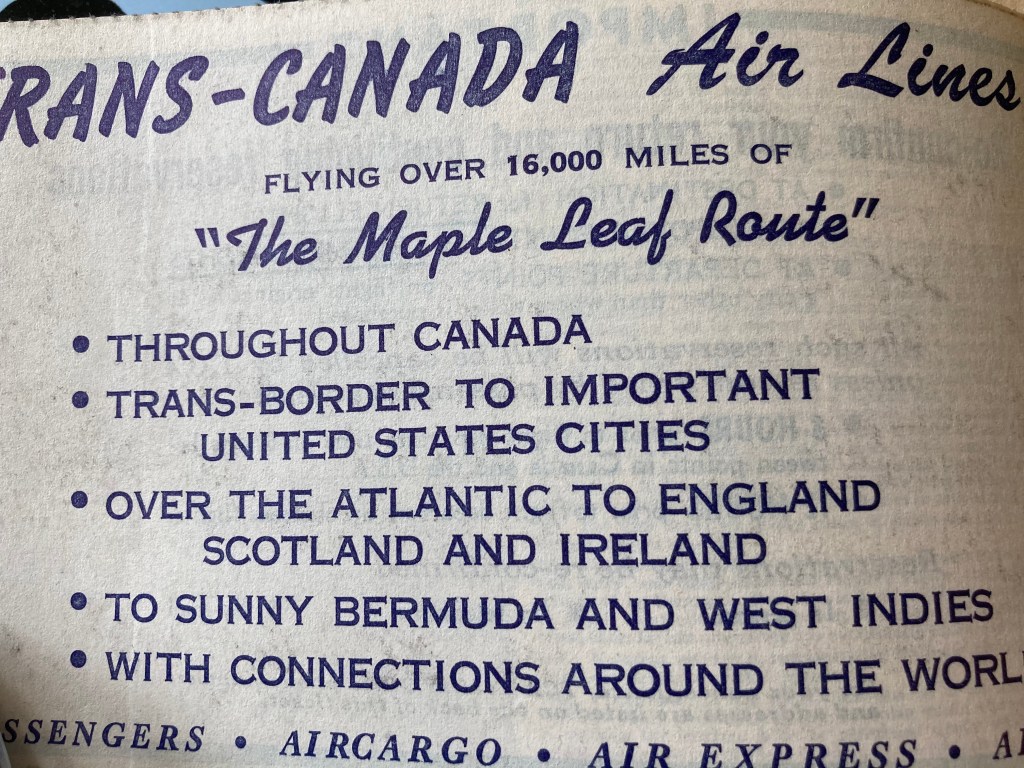 RANS-CANADA Air Lines
FLYING OVER 16,000 MILES OF
"The Maple Leaf Route"
• THROUGHOUT CANADA
• TRANS-BORDER TO IMPORTANT
UNITED STATES CITIES
• OVER THE ATLANTIC TO ENGLAND
SCOTLAND AND IRELAND
• TO SUNNY BERMUDA AND WEST INDIES
• WITH CONNECTIONS AROUND THE WORL
SSENGERS • AIRCARGO • AIR EXPRESS • AI